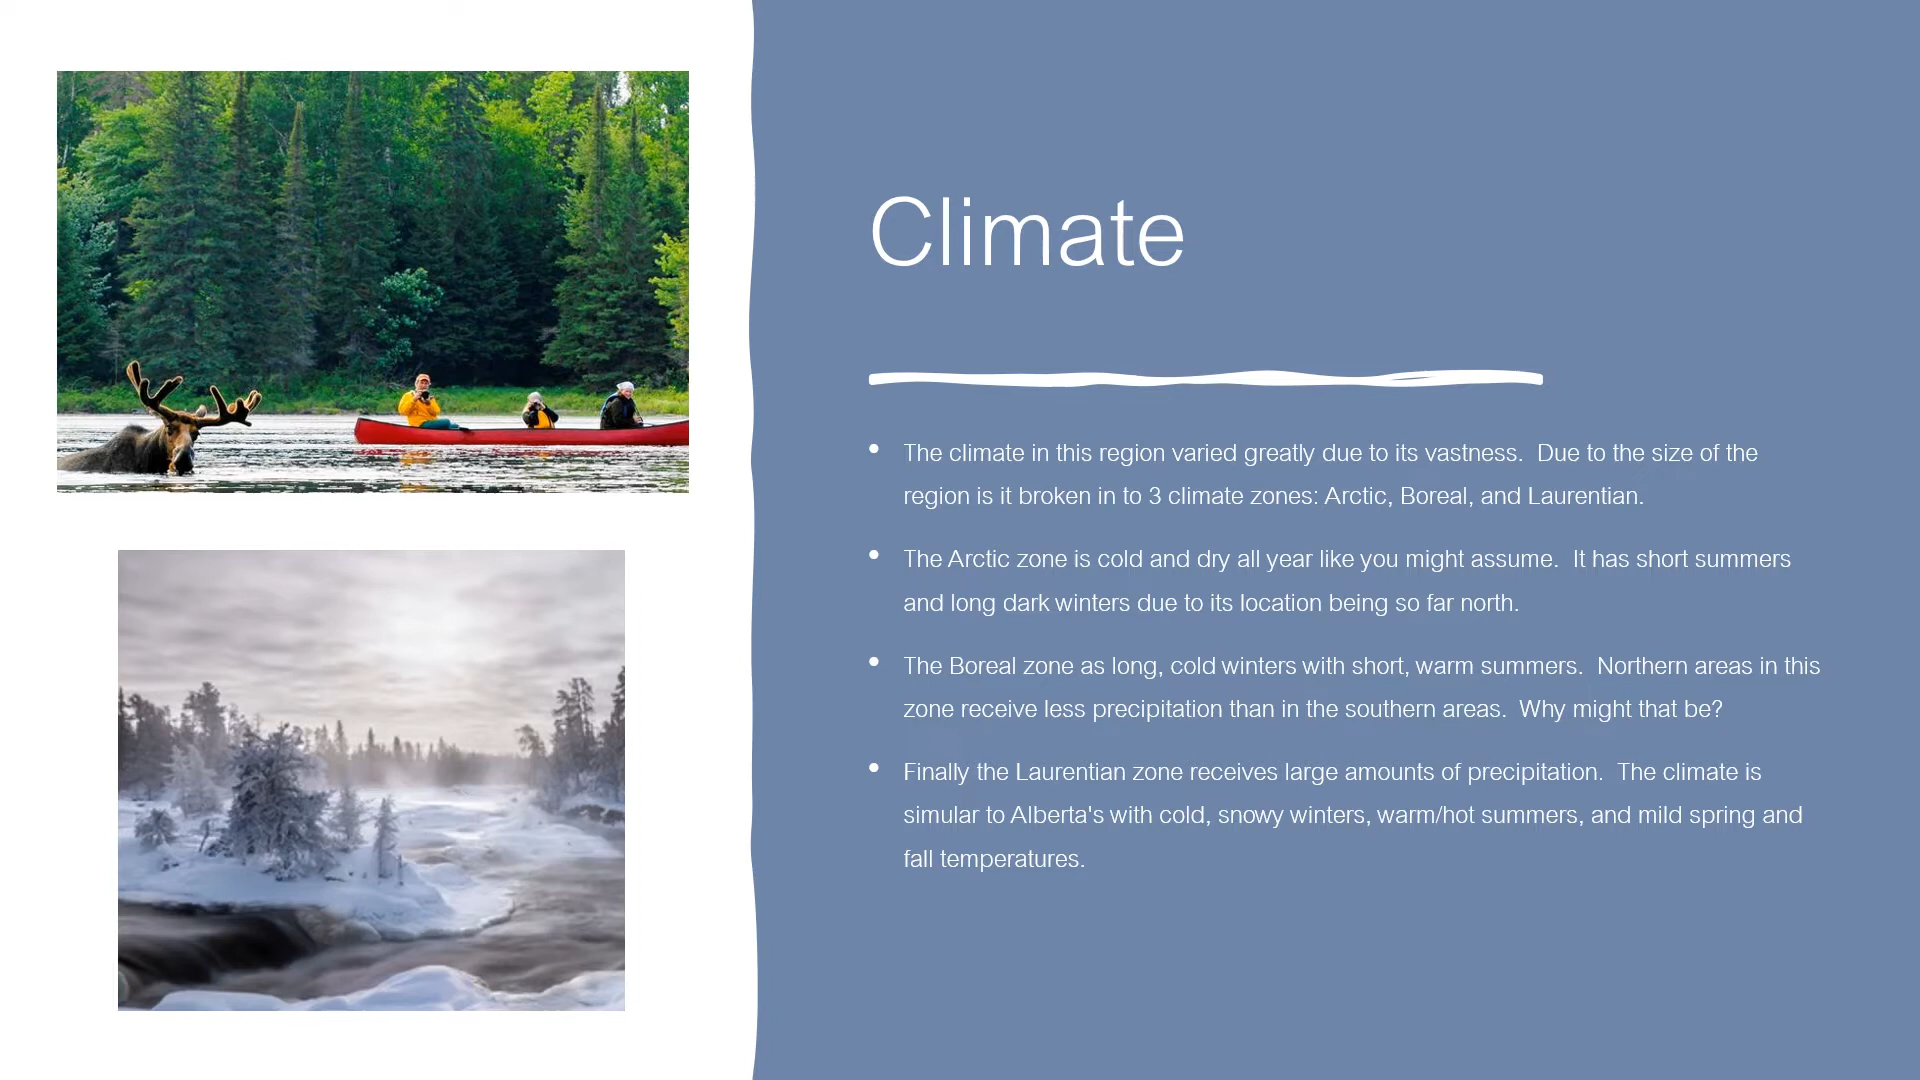 Climate
• The climate in this region varied greatly due to its vastness.  Due to the size of the
region is it broken in to 3 climate zones: Arctic, Boreal, and Laurentian.
• The Arctic zone is cold and dry all year like you might assume.  It has short summers
and long dark winters due to its location being so far north.
• The Boreal zone as long, cold winters with short, warm summers.  Northern areas in this
zone receive less precipitation than in the southern areas.  Why might that be?
• Finally the Laurentian zone receives large amounts of precipitation.  The climate is
simular to Alberta's with cold, snowy winters, warm/hot summers, and mild spring and
fall temperatures.